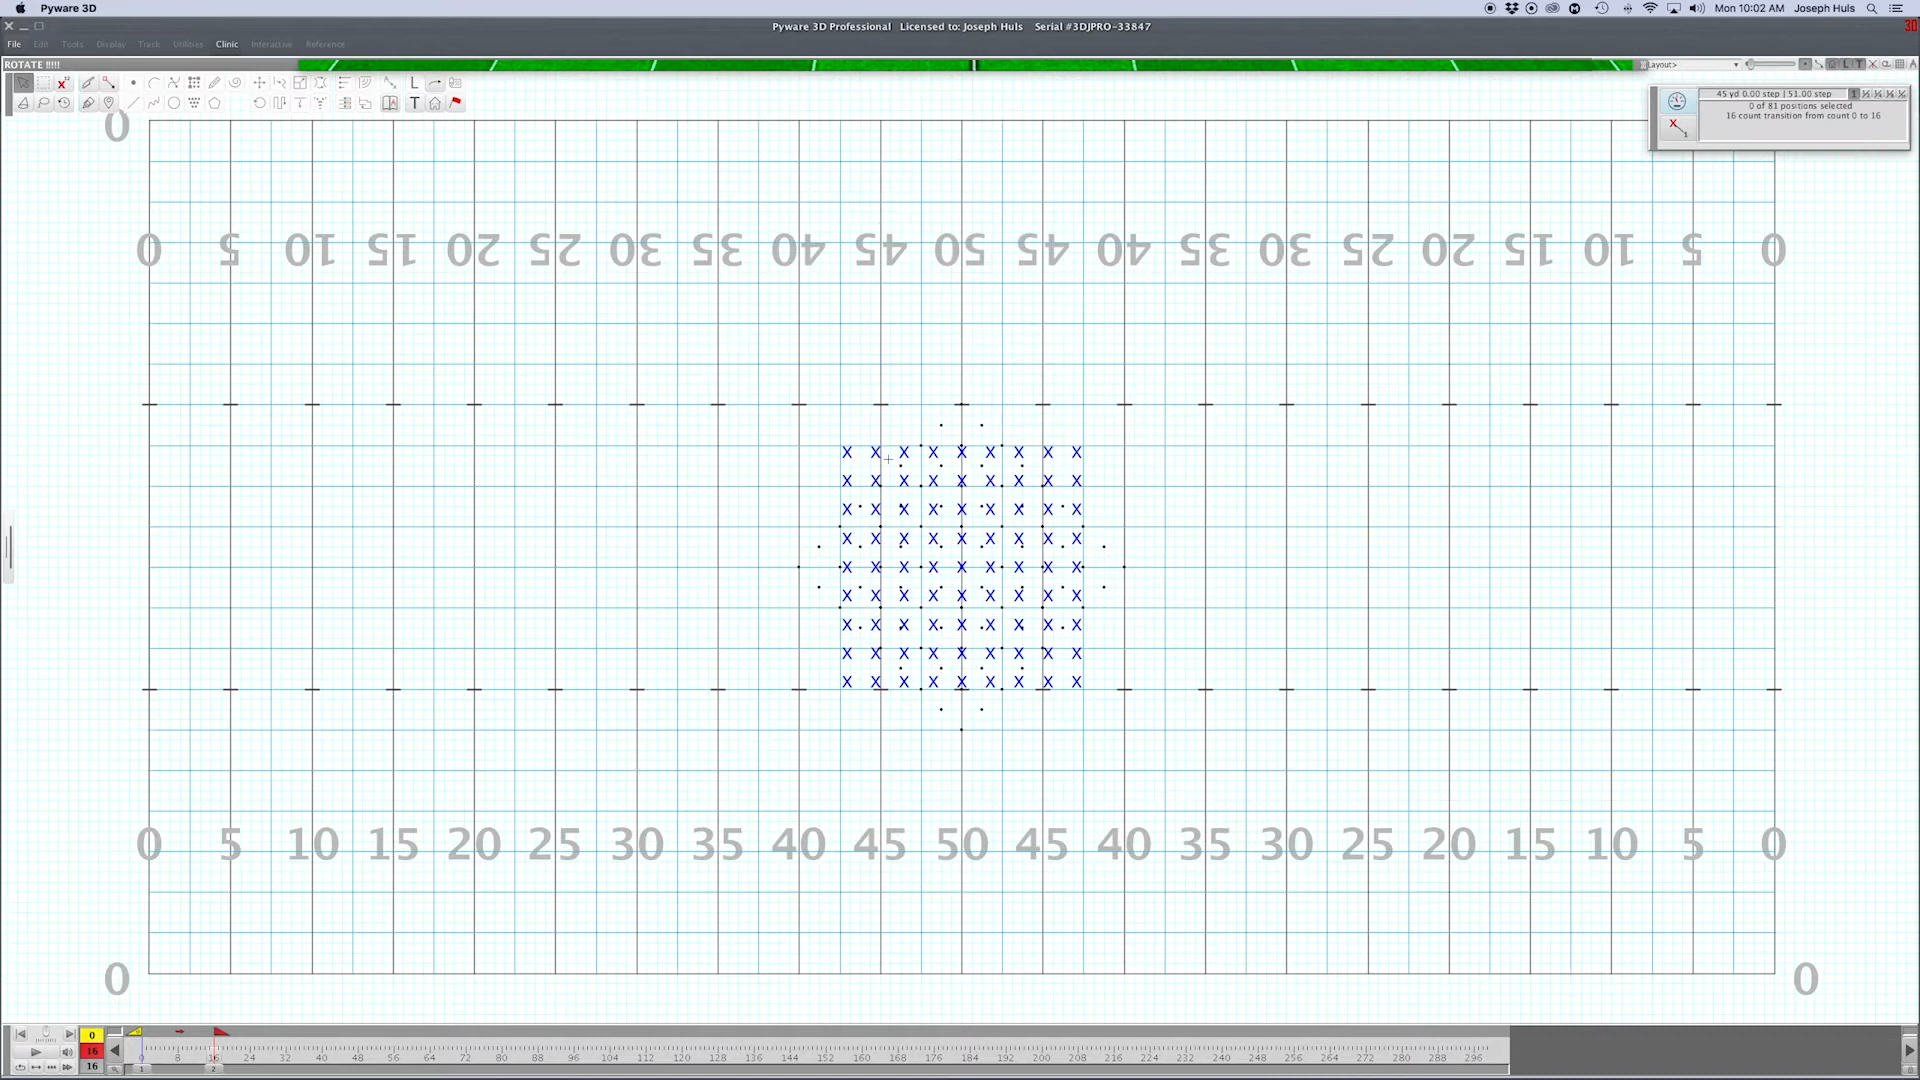 Pyware 3D
Mon 10:02 AM Joseph Huls
Pyware 3D Professional Licensed to: Joseph Huls Serial #3DJPRO-33847
3D
File Edit Tools Display Track Utilities Clinic Interactive Reference
ROTATE !!!!!
Layout>
45 yd 0.00 step | 51.00 step
0 of 81 positions selected
16 count transition from count 0 to 16
0
0 5 10 15 20 25 30 35 40 45 50 45 40 35 30 25 20 15 10 5 0
X X X X X X X X X
X X X X X X X X X
X X X X X X X X X
X X X X X X X X X
X X X X X X X X X
X X X X X X X X X
X X X X X X X X X
X X X X X X X X X
X X X X X X X X X
0 5 10 15 20 25 30 35 40 45 50 45 40 35 30 25 20 15 10 5 0
0 0
0
16
16
0 8 16 24 32 40 48 56 64 72 80 88 96 104 112 120 128 136 144 152 160 168 176 184 192 200 208 216 224 232 240 248 256 264 272 280 288 296
1 2